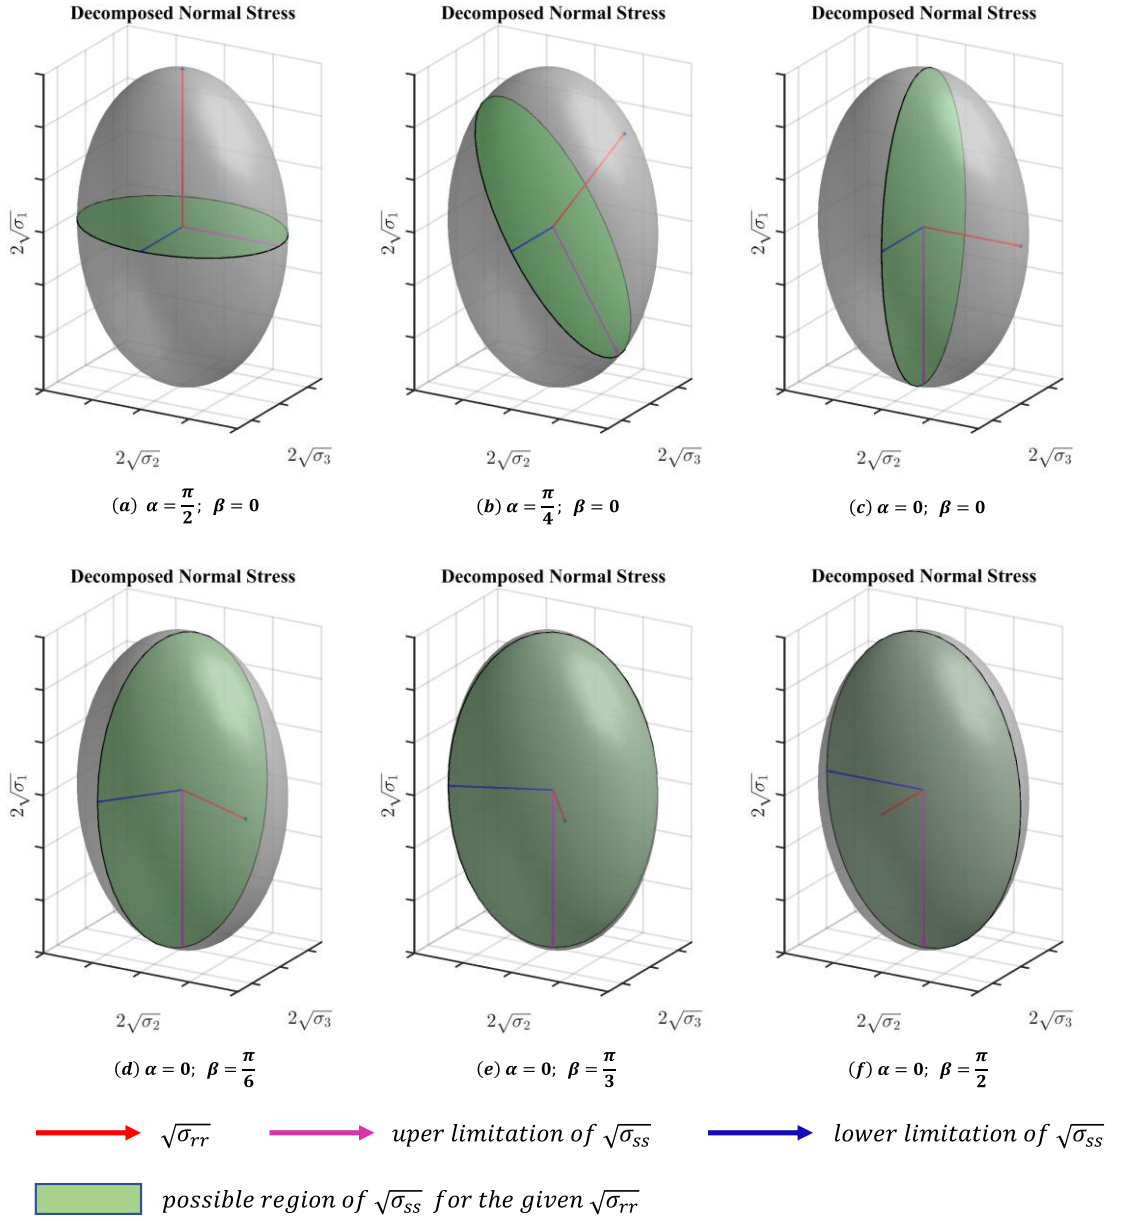 Decomposed Normal Stress Decomposed Normal Stress Decomposed Normal Stress
2√σ₁ 2√σ₁ 2√σ₁
2√σ₂ 2√σ₃ 2√σ₂ 2√σ₃ 2√σ₂ 2√σ₃
(a) α = π/2; β = 0 (b) α = π/4; β = 0 (c) α = 0; β = 0
Decomposed Normal Stress Decomposed Normal Stress Decomposed Normal Stress
2√σ₁ 2√σ₁ 2√σ₁
2√σ₂ 2√σ₃ 2√σ₂ 2√σ₃ 2√σ₂ 2√σ₃
(d) α = 0; β = π/6 (e) α = 0; β = π/3 (f) α = 0; β = π/2
√σrr uper limitation of √σss lower limitation of √σss
possible region of √σss for the given √σrr